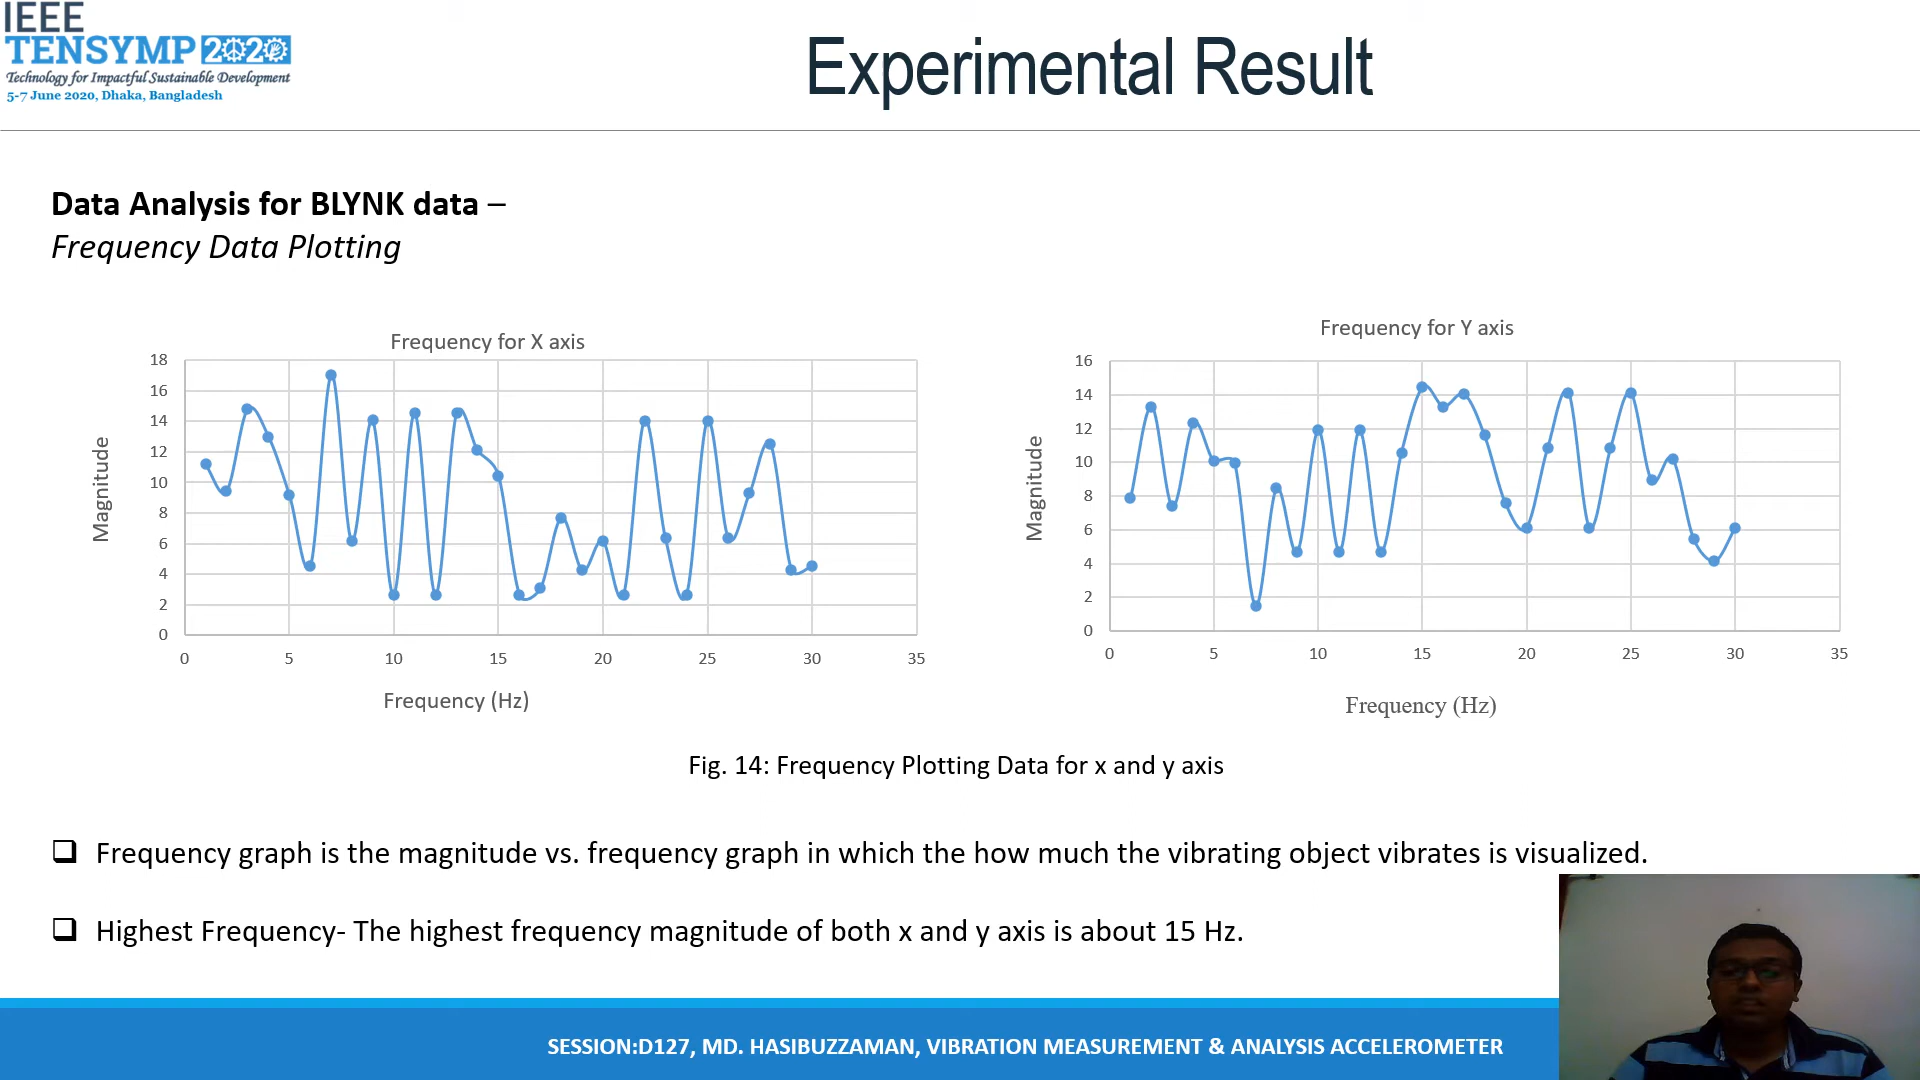 IEEE
TENSYMP 2020
Technology for Impactful Sustainable Development
5-7 June 2020, Dhaka, Bangladesh
Experimental Result
Data Analysis for BLYNK data –
Frequency Data Plotting
Frequency for X axis
18
16
14
12
10
8
6
4
2
0
Magnitude
0 5 10 15 20 25 30 35
Frequency (Hz)
Frequency for Y axis
16
14
12
10
8
6
4
2
0
Magnitude
0 5 10 15 20 25 30 35
Frequency (Hz)
Fig. 14: Frequency Plotting Data for x and y axis
❑ Frequency graph is the magnitude vs. frequency graph in which the how much the vibrating object vibrates is visualized.
❑ Highest Frequency- The highest frequency magnitude of both x and y axis is about 15 Hz.
SESSION:D127, MD. HASIBUZZAMAN, VIBRATION MEASUREMENT & ANALYSIS ACCELEROMETER